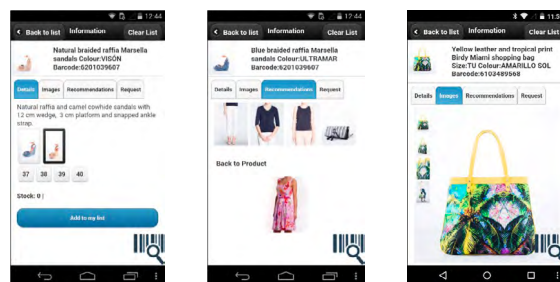 12:44
Back to list Information Clear List
Natural braided raffia Marsella
sandals Colour:VISÓN
Barcode:6201039607
Details Images Recommendations Request
Natural raffia and camel cowhide sandals with
12 cm wedge, 3 cm platform and snapped ankle
strap.
37 38 39 40
Stock: 0 |
Add to my list
12:44
Back to list Information Clear List
Blue braided raffia Marsella
sandals Colour:ULTRAMAR
Barcode:6201039607
Details Images Recommendations Request
Back to Product
11:5
Back to list Information Clear List
Yellow leather and tropical print
Birdy Miami shopping bag
Size:TU Colour:AMARILLO SOL
Barcode:6103489568
Details Images Recommendations Request